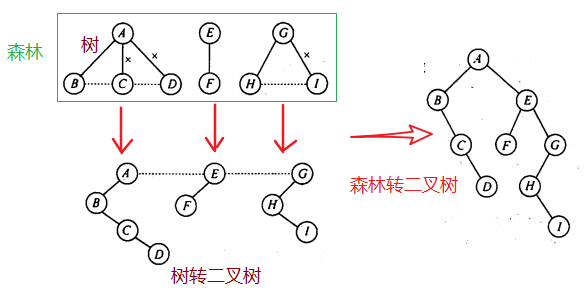 森林
树
A E G
× × ×
B C D F H I
A E G
B F H
C I
D
树转二叉树
森林转二叉树
A
B E
C F G
D H
I